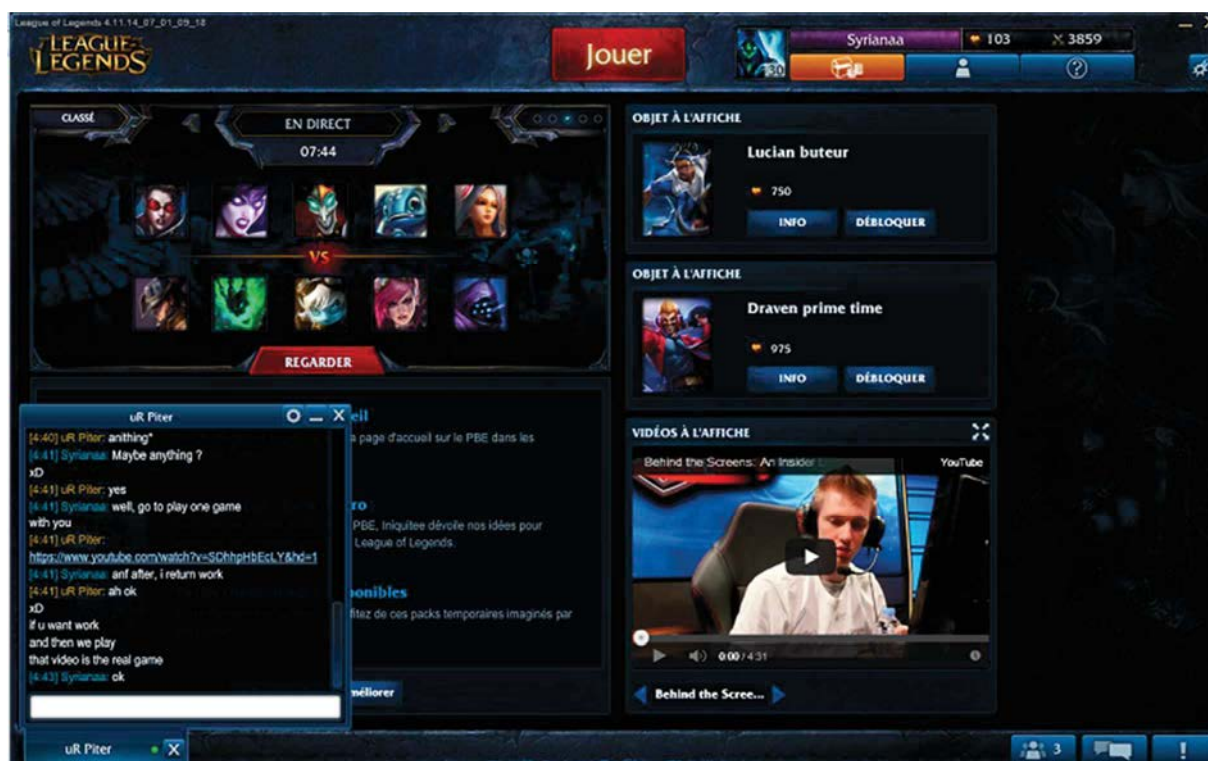 League of Legends 4.11.14_07_01_09_18
LEAGUE OF LEGENDS
Jouer
Syrianaa
103
3859
30
CLASSÉ
EN DIRECT
07:44
VS
REGARDER
OBJET À L'AFFICHE
Lucian buteur
750
INFO
DÉBLOQUER
OBJET À L'AFFICHE
Draven prime time
975
INFO
DÉBLOQUER
eil
a page d'accueil sur le PBE dans les
ro
PBE, Iniquitee dévoile nos idées pour
League of Legends.
ponibles
fitez de ces packs temporaires imaginés par
méliorer
VIDÉOS À L'AFFICHE
Behind the Screens: An Insider L
YouTube
0:00 / 4:31
Behind the Scree...
uR Piter
[4:40] uR Piter: anithing*
[4:41] Syrianaa: Maybe anything ?
xD
[4:41] uR Piter: yes
[4:41] Syrianaa: well, go to play one game
with you
[4:41] uR Piter:
https://www.youtube.com/watch?v=SDhhpHbEcLY&hd=1
[4:41] Syrianaa: anf after, i return work
[4:41] uR Piter: ah ok
xD
if u want work
and then we play
that video is the real game
[4:43] Syrianaa: ok
uR Piter
3